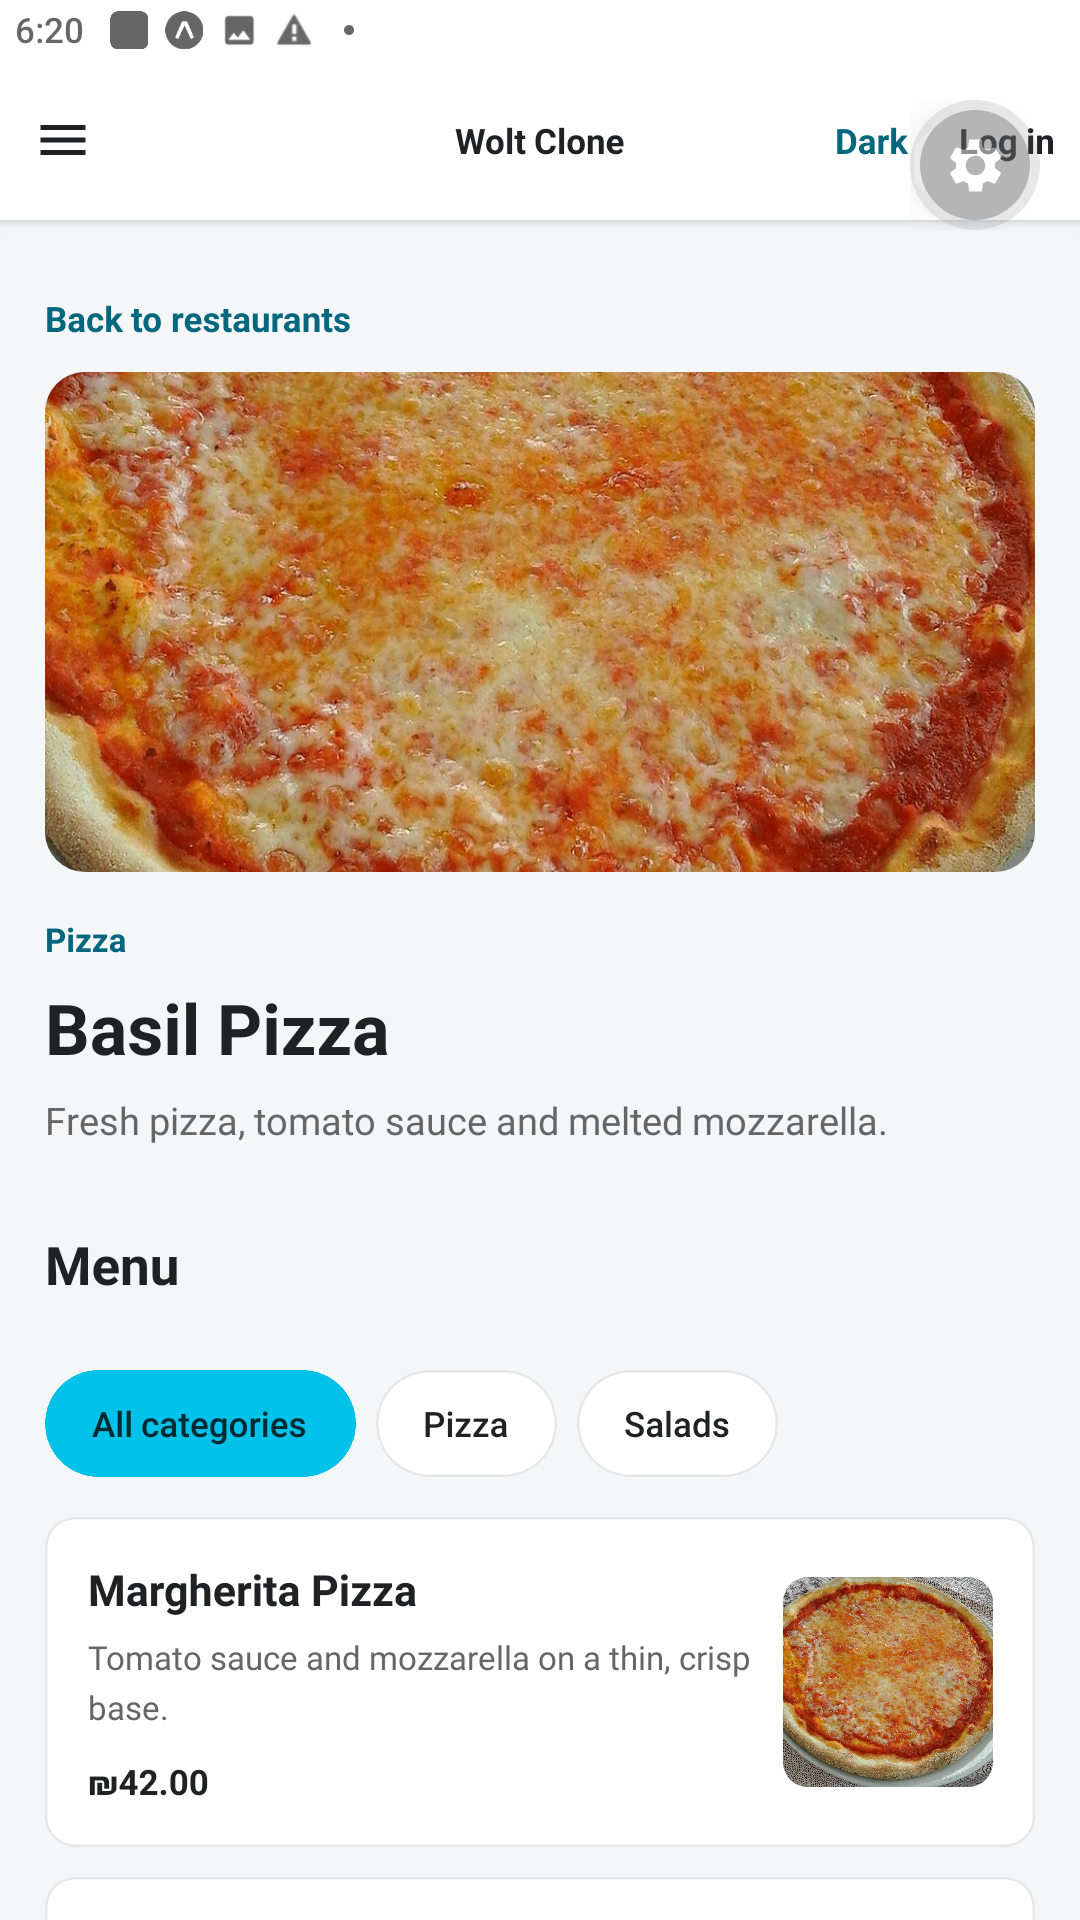 6:20
Wolt Clone
Dark
Log in
Back to restaurants
Pizza
Basil Pizza
Fresh pizza, tomato sauce and melted mozzarella.
Menu
All categories
Pizza
Salads
Margherita Pizza
Tomato sauce and mozzarella on a thin, crisp
base.
₪42.00